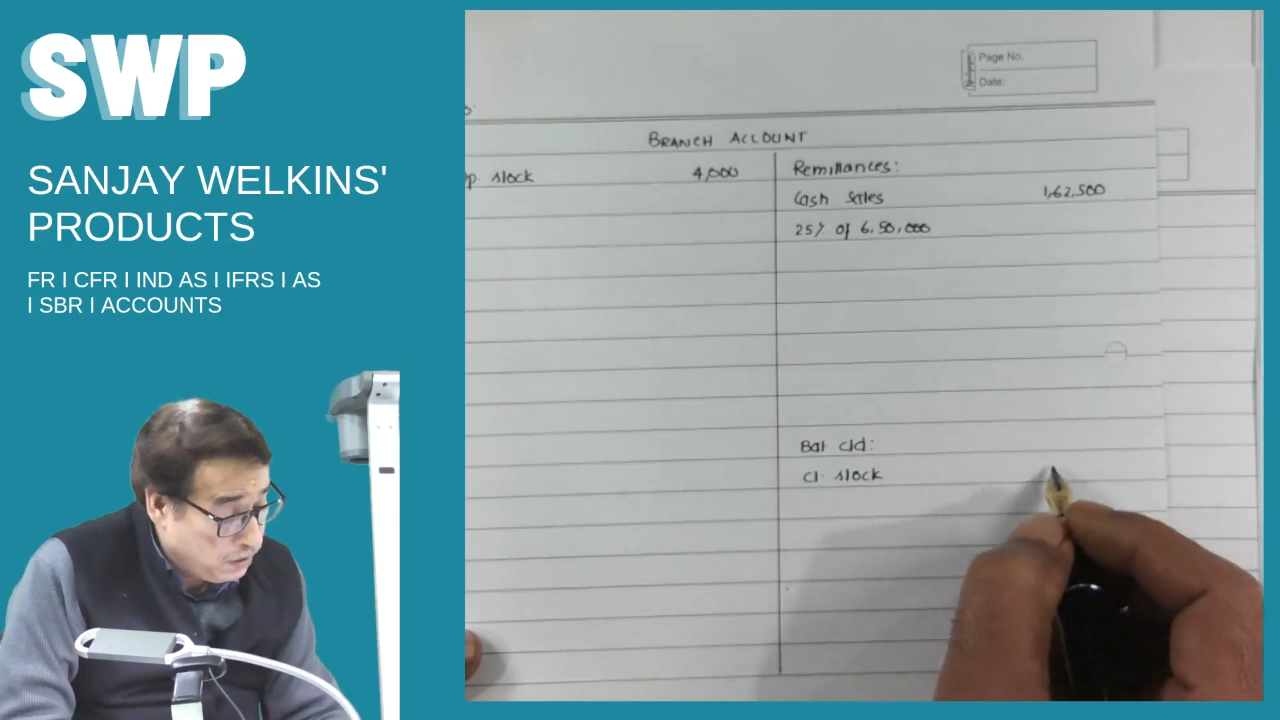 SWP
SANJAY WELKINS'
PRODUCTS
FR I CFR I IND AS I IFRS I AS
I SBR I ACCOUNTS
Page No.
Date:
BRANCH ACCOUNT
p. stock 4,000
Remittances:
Cash Sales 1,62,500
25% of 6,50,000
Bal c/d:
Cl. stock